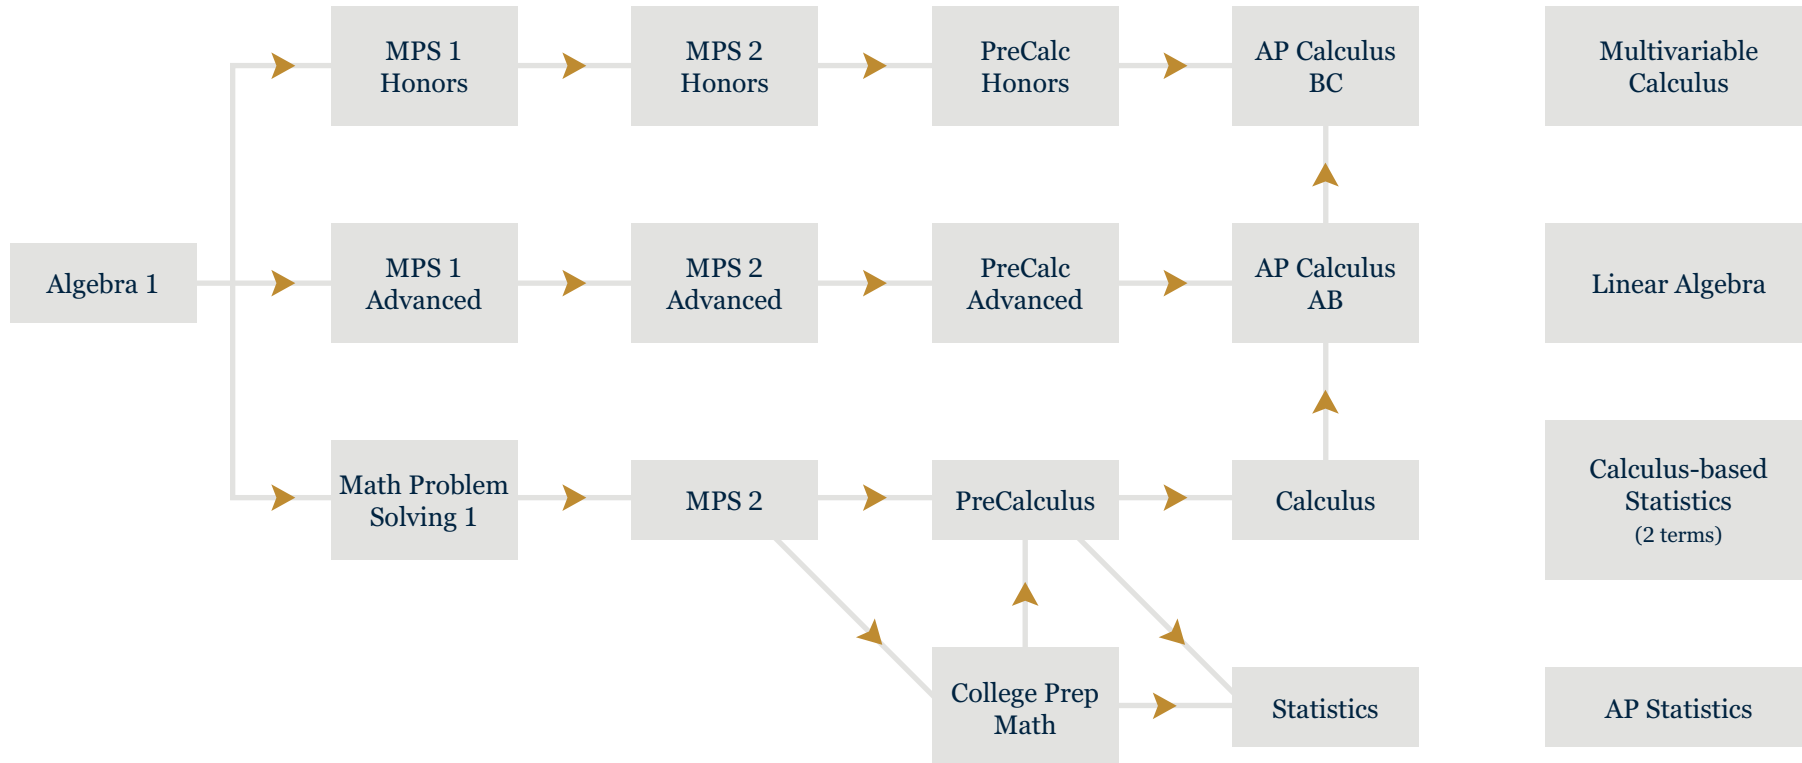 MPS 1
Honors
MPS 2
Honors
PreCalc
Honors
AP Calculus
BC
Multivariable
Calculus
Algebra 1
MPS 1
Advanced
MPS 2
Advanced
PreCalc
Advanced
AP Calculus
AB
Linear Algebra
Math Problem
Solving 1
MPS 2
PreCalculus
Calculus
Calculus-based
Statistics
(2 terms)
College Prep
Math
Statistics
AP Statistics